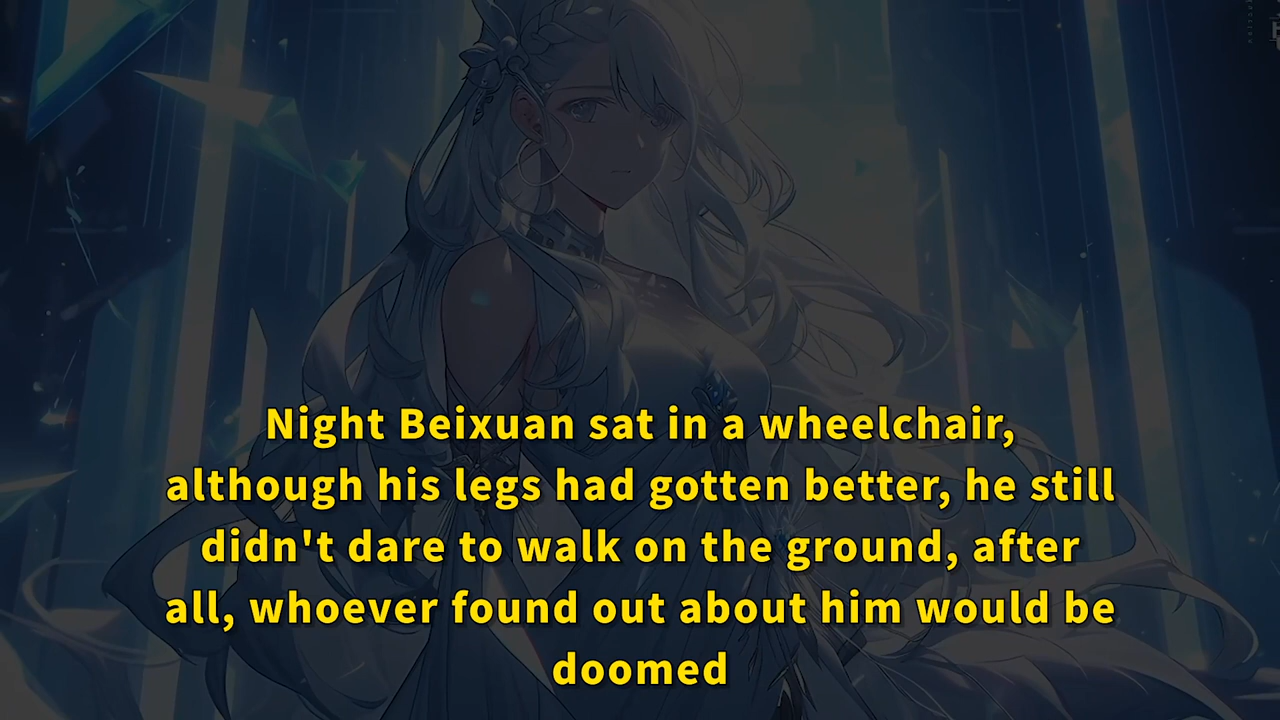 Night Beixuan sat in a wheelchair,
although his legs had gotten better, he still
didn't dare to walk on the ground, after
all, whoever found out about him would be
doomed